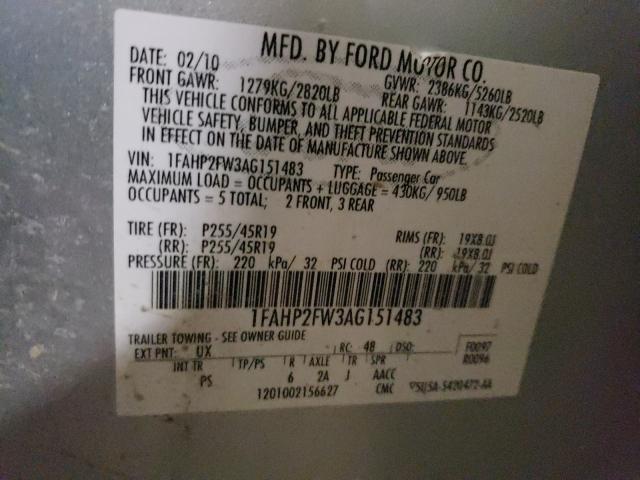 MFD. BY FORD MOTOR CO.
DATE: 02/10 GVWR: 2386KG/5260LB
FRONT GAWR: 1279KG/2820LB REAR GAWR: 1143KG/2520LB
THIS VEHICLE CONFORMS TO ALL APPLICABLE FEDERAL MOTOR
VEHICLE SAFETY, BUMPER, AND THEFT PREVENTION STANDARDS
IN EFFECT ON THE DATE OF MANUFACTURE SHOWN ABOVE.
VIN: 1FAHP2FW3AG151483 TYPE: Passenger Car
MAXIMUM LOAD = OCCUPANTS + LUGGAGE = 430KG/ 950LB
OCCUPANTS = 5 TOTAL; 2 FRONT, 3 REAR
TIRE (FR): P255/45R19 RIMS (FR): 19X8.0J
(RR): P255/45R19 (RR): 19X8.0J
PRESSURE (FR): 220 kPa/ 32 PSI COLD (RR): 220 kPa/ 32 PSI COLD
1FAHP2FW3AG151483
TRAILER TOWING - SEE OWNER GUIDE
EXT PNT: UX RC: 48 DSO: F0097
R0096
INT TR TP/PS R AXLE TR SPR
PS 6 2A J AACC
1201002156627 CMC 5U5A-5420472-AA